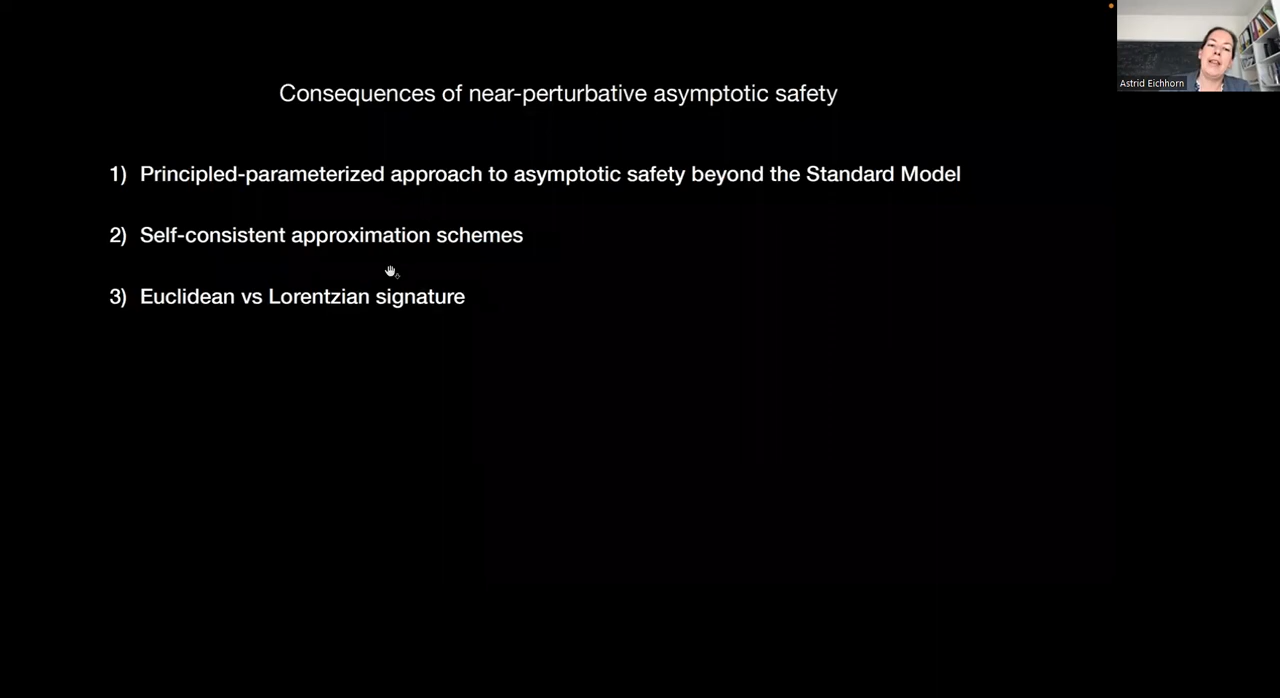 Astrid Eichhorn
Consequences of near-perturbative asymptotic safety
1) Principled-parameterized approach to asymptotic safety beyond the Standard Model
2) Self-consistent approximation schemes
3) Euclidean vs Lorentzian signature